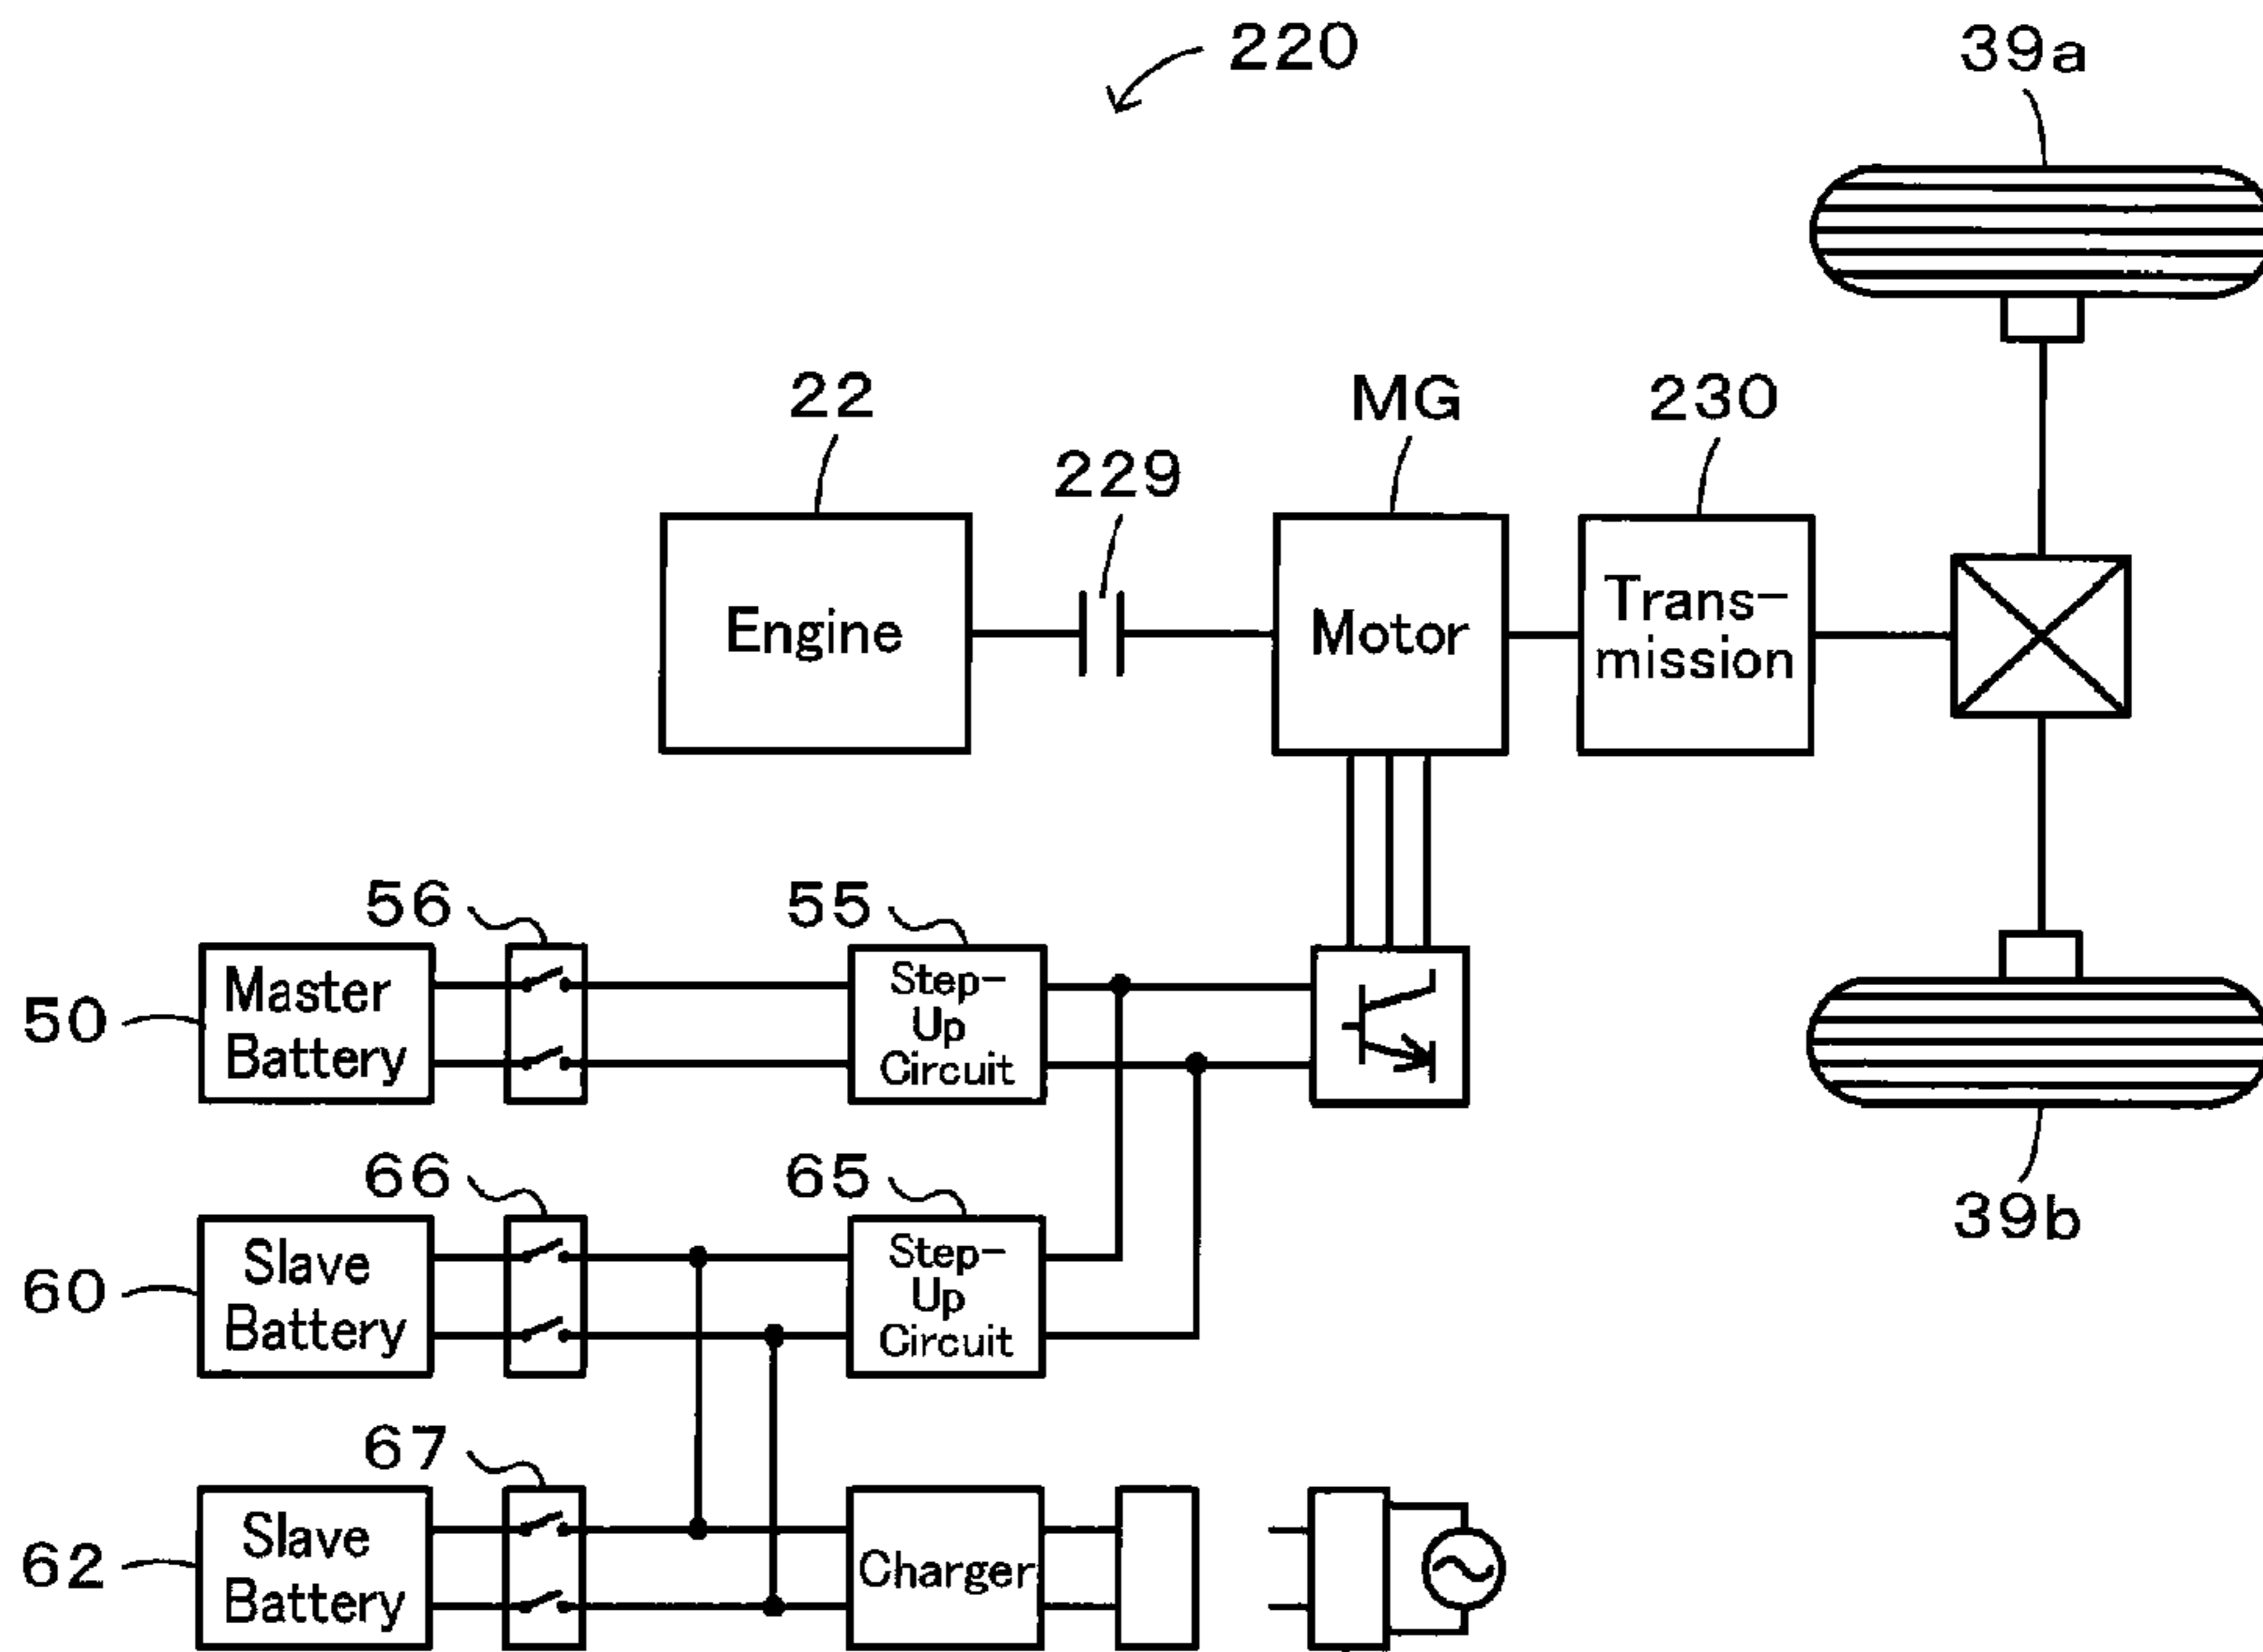 220
39a
22
MG
230
229
Engine
Motor
Trans-
mission
56
55
50
Master
Battery
Step-
Up
Circuit
66
65
39b
60
Slave
Battery
Step-
Up
Circuit
67
62
Slave
Battery
Charger